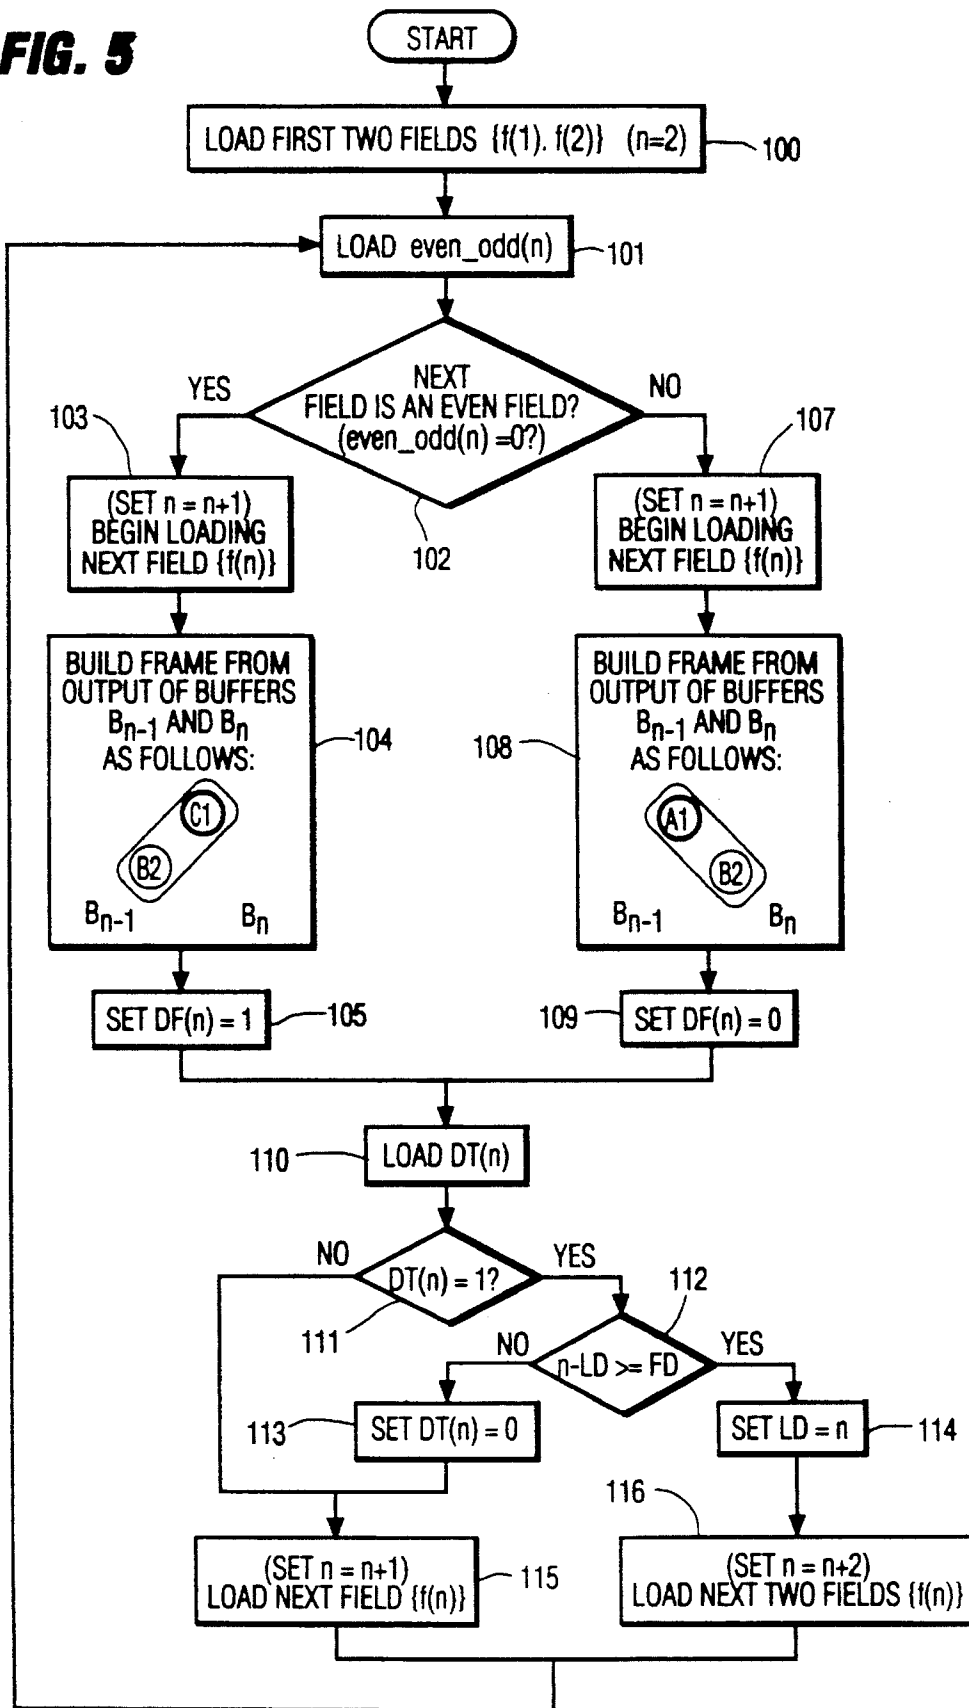 FIG. 5
START
LOAD FIRST TWO FIELDS {f(1). f(2)} (n=2)
100
LOAD even_odd(n)
101
NEXT
FIELD IS AN EVEN FIELD?
(even_odd(n) =0?)
YES
NO
102
103
107
(SET n = n+1)
BEGIN LOADING
NEXT FIELD {f(n)}
(SET n = n+1)
BEGIN LOADING
NEXT FIELD {f(n)}
BUILD FRAME FROM
OUTPUT OF BUFFERS
Bn-1 AND Bn
AS FOLLOWS:
C1
B2
Bn-1 Bn
104
108
BUILD FRAME FROM
OUTPUT OF BUFFERS
Bn-1 AND Bn
AS FOLLOWS:
A1
B2
Bn-1 Bn
SET DF(n) = 1
105
109
SET DF(n) = 0
110
LOAD DT(n)
NO
YES
DT(n) = 1?
111
112
NO
YES
n-LD >= FD
113
SET DT(n) = 0
SET LD = n
114
116
(SET n = n+1)
LOAD NEXT FIELD {f(n)}
115
(SET n = n+2)
LOAD NEXT TWO FIELDS {f(n)}